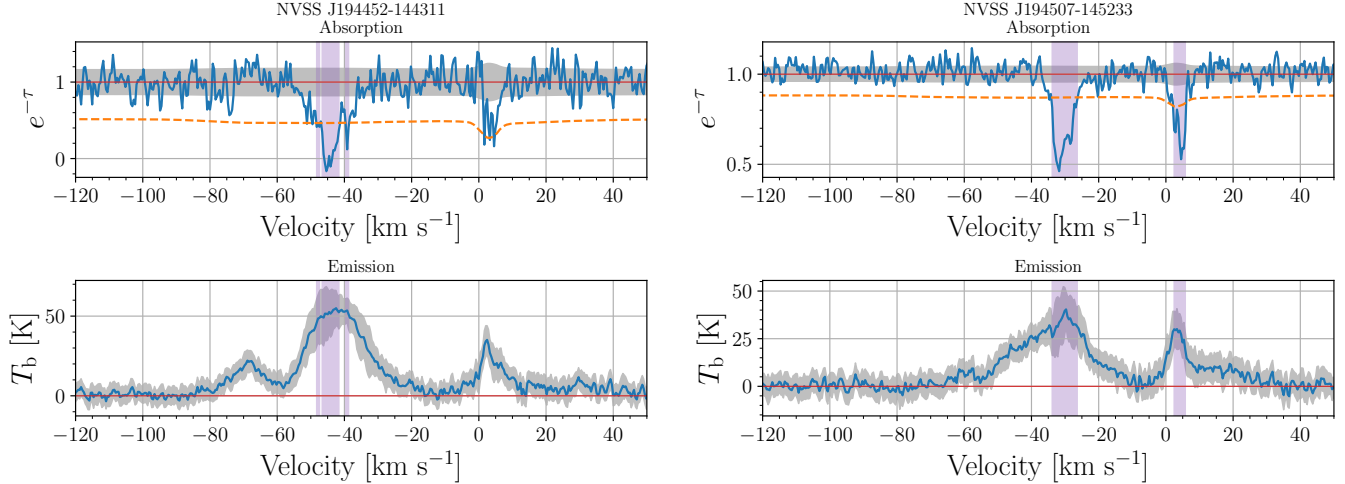 NVSS J194452-144311
Absorption
1
0
e^{−τ}
−120 −100 −80 −60 −40 −20 0 20 40
Velocity [km s⁻¹]
Emission
50
0
T_b [K]
−120 −100 −80 −60 −40 −20 0 20 40
Velocity [km s⁻¹]
NVSS J194507-145233
Absorption
1.0
0.5
e^{−τ}
−120 −100 −80 −60 −40 −20 0 20 40
Velocity [km s⁻¹]
Emission
50
25
0
T_b [K]
−120 −100 −80 −60 −40 −20 0 20 40
Velocity [km s⁻¹]